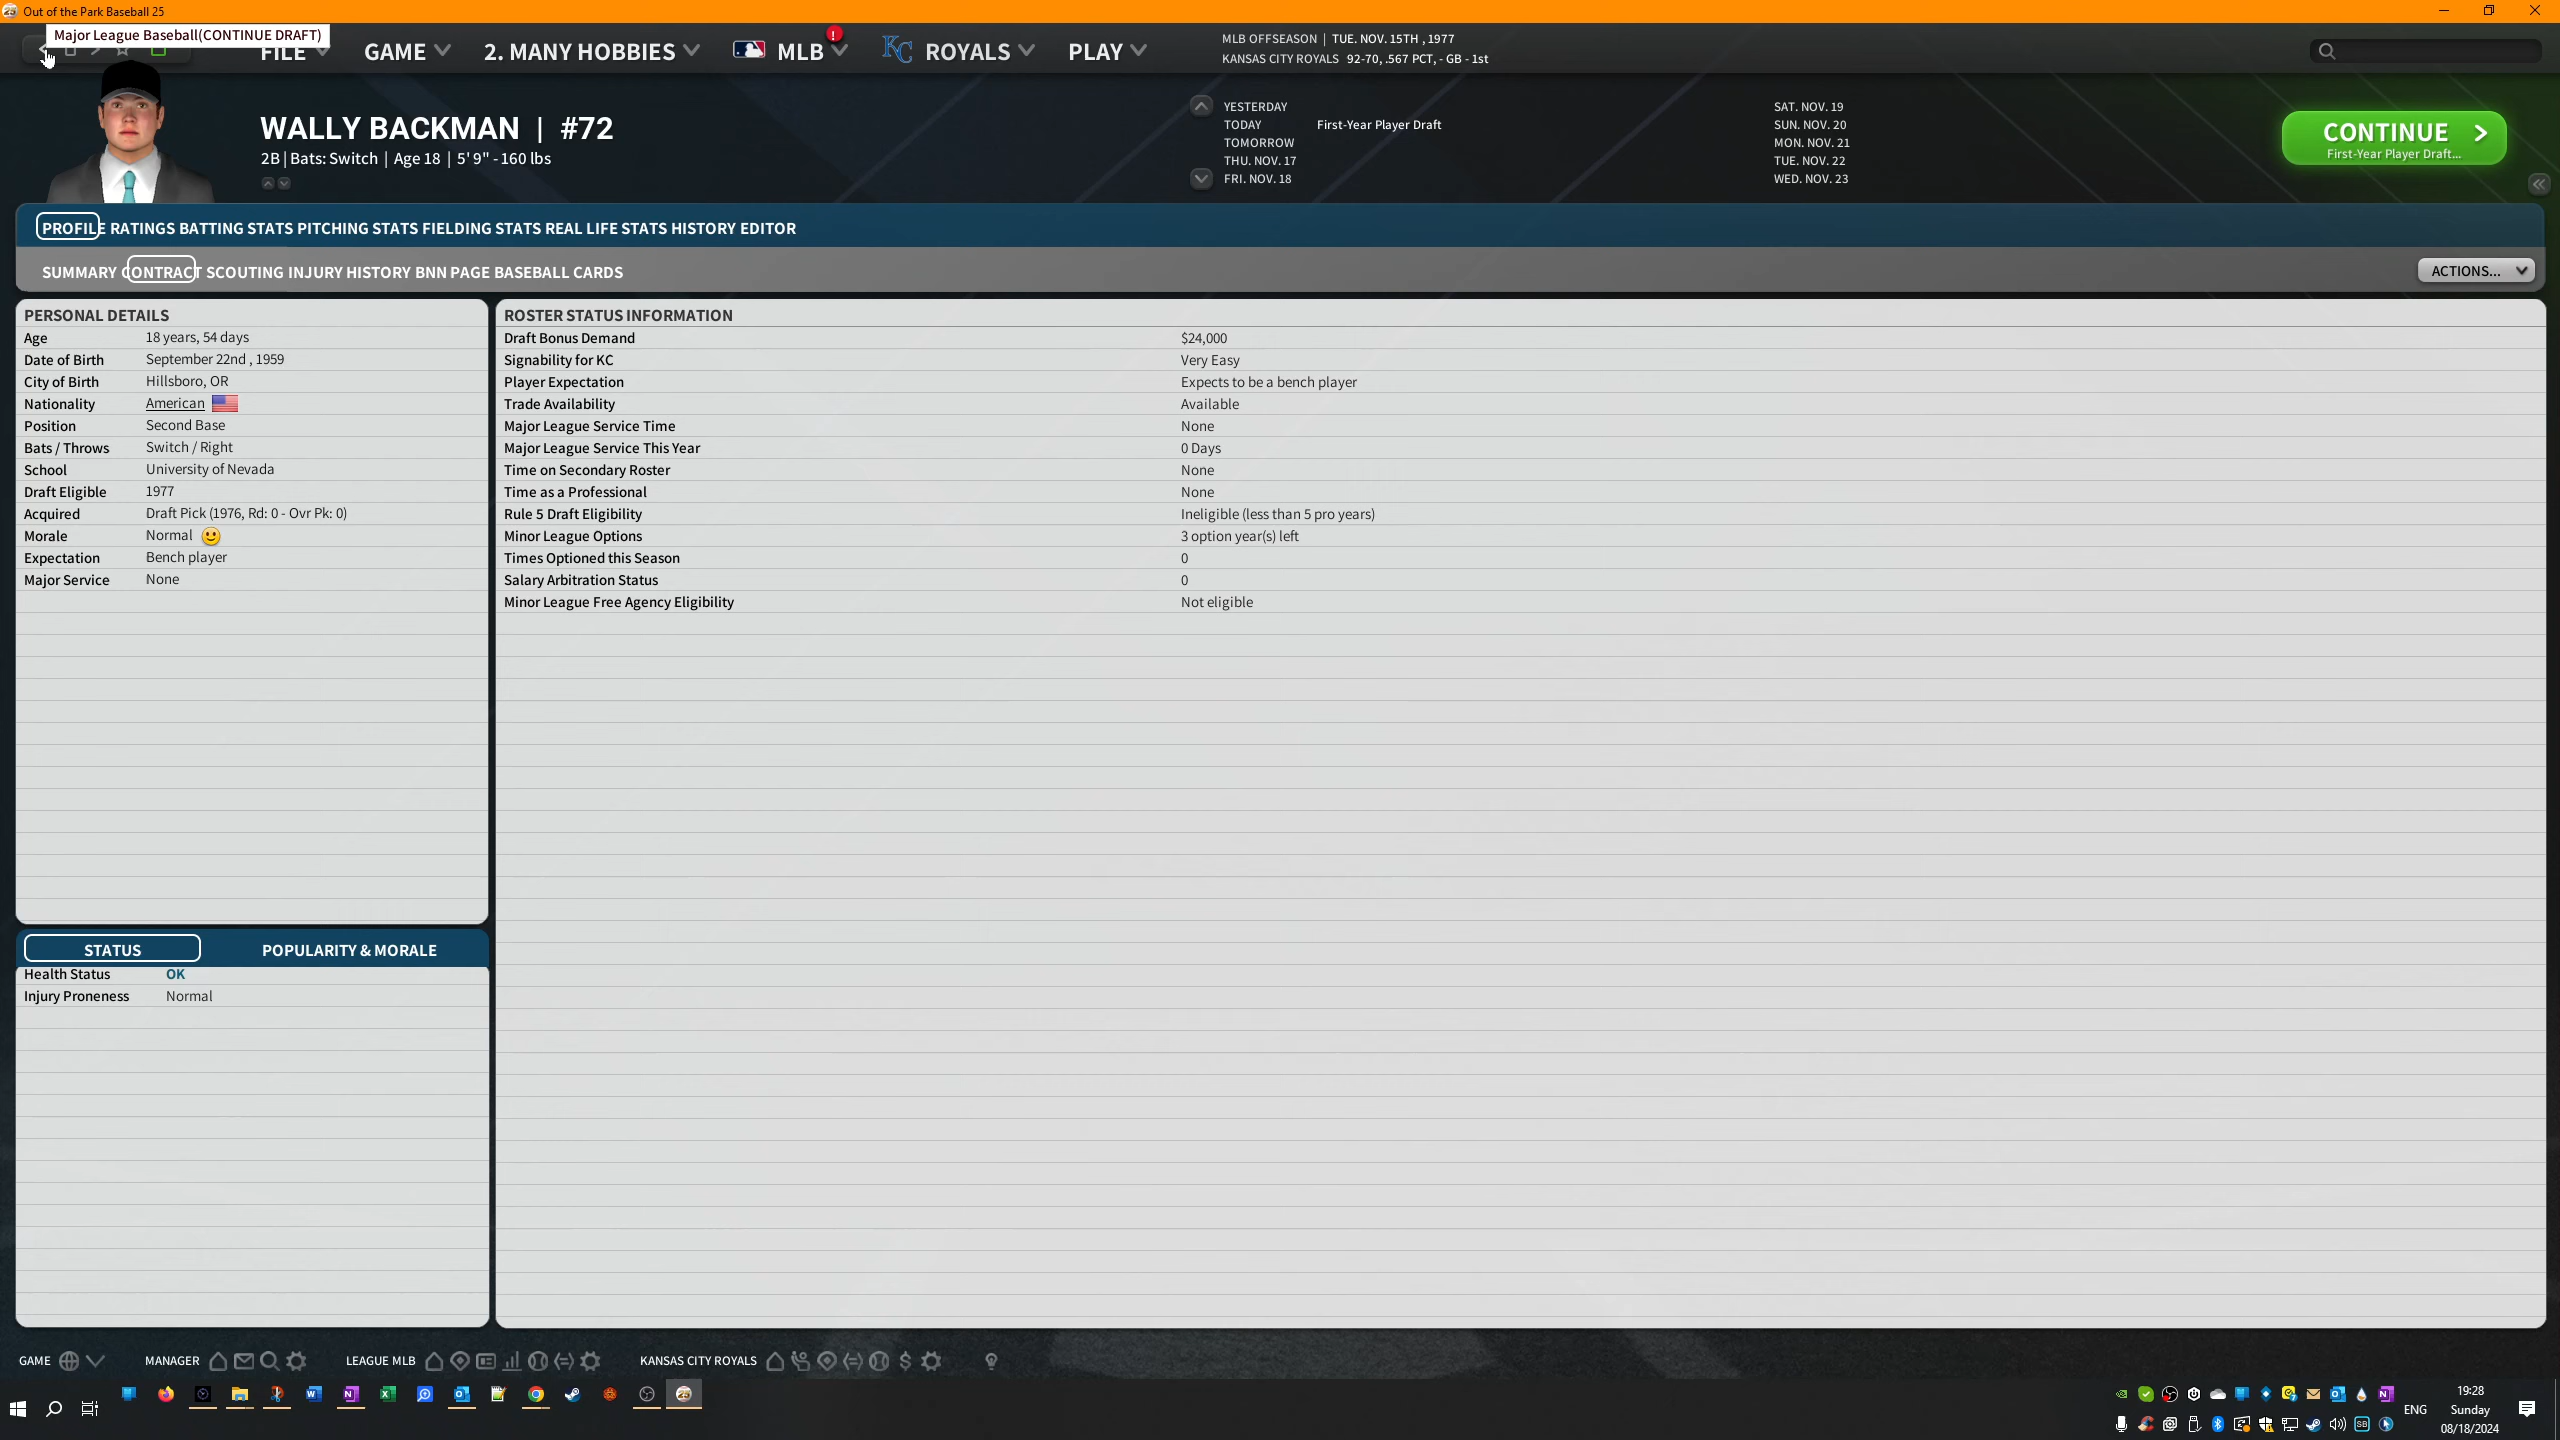 Out of the Park Baseball 25
Major League Baseball(CONTINUE DRAFT)
FILE GAME 2. MANY HOBBIES MLB ! ROYALS PLAY
MLB OFFSEASON | TUE. NOV. 15TH , 1977
KANSAS CITY ROYALS 92-70, .567 PCT, - GB - 1st
WALLY BACKMAN | #72
2B | Bats: Switch | Age 18 | 5' 9" - 160 lbs
YESTERDAY
TODAY First-Year Player Draft
TOMORROW
THU. NOV. 17
FRI. NOV. 18
SAT. NOV. 19
SUN. NOV. 20
MON. NOV. 21
TUE. NOV. 22
WED. NOV. 23
CONTINUE
First-Year Player Draft...
PROFILE RATINGS BATTING STATS PITCHING STATS FIELDING STATS REAL LIFE STATS HISTORY EDITOR
SUMMARY CONTRACT SCOUTING INJURY HISTORY BNN PAGE BASEBALL CARDS
ACTIONS...
PERSONAL DETAILS
Age 18 years, 54 days
Date of Birth September 22nd , 1959
City of Birth Hillsboro, OR
Nationality American
Position Second Base
Bats / Throws Switch / Right
School University of Nevada
Draft Eligible 1977
Acquired Draft Pick (1976, Rd: 0 - Ovr Pk: 0)
Morale Normal
Expectation Bench player
Major Service None
ROSTER STATUS INFORMATION
Draft Bonus Demand $24,000
Signability for KC Very Easy
Player Expectation Expects to be a bench player
Trade Availability Available
Major League Service Time None
Major League Service This Year 0 Days
Time on Secondary Roster None
Time as a Professional None
Rule 5 Draft Eligibility Ineligible (less than 5 pro years)
Minor League Options 3 option year(s) left
Times Optioned this Season 0
Salary Arbitration Status 0
Minor League Free Agency Eligibility Not eligible
STATUS POPULARITY & MORALE
Health Status OK
Injury Proneness Normal
GAME MANAGER LEAGUE MLB KANSAS CITY ROYALS
ENG
19:28
Sunday
08/18/2024